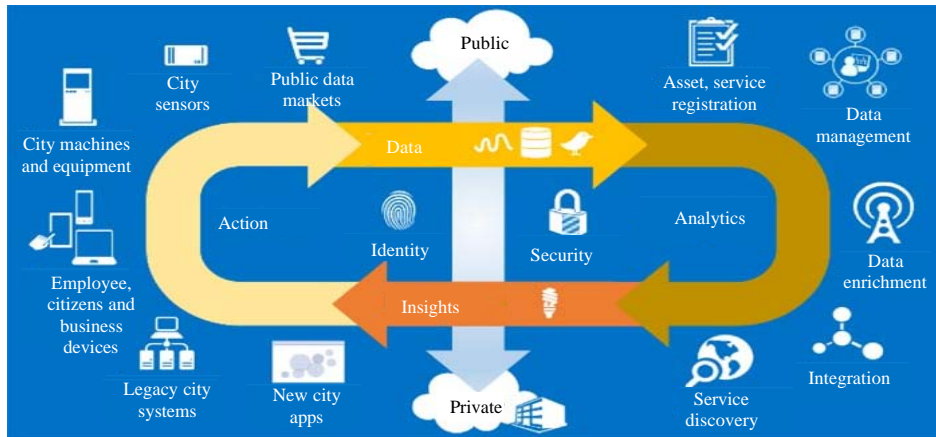 Public
City
sensors
Public data
markets
Asset, service
registration
Data
management
City machines
and equipment
Data
Action
Identity
Security
Analytics
Employee,
citizens and
business
devices
Data
enrichment
Insights
Legacy city
systems
New city
apps
Private
Service
discovery
Integration